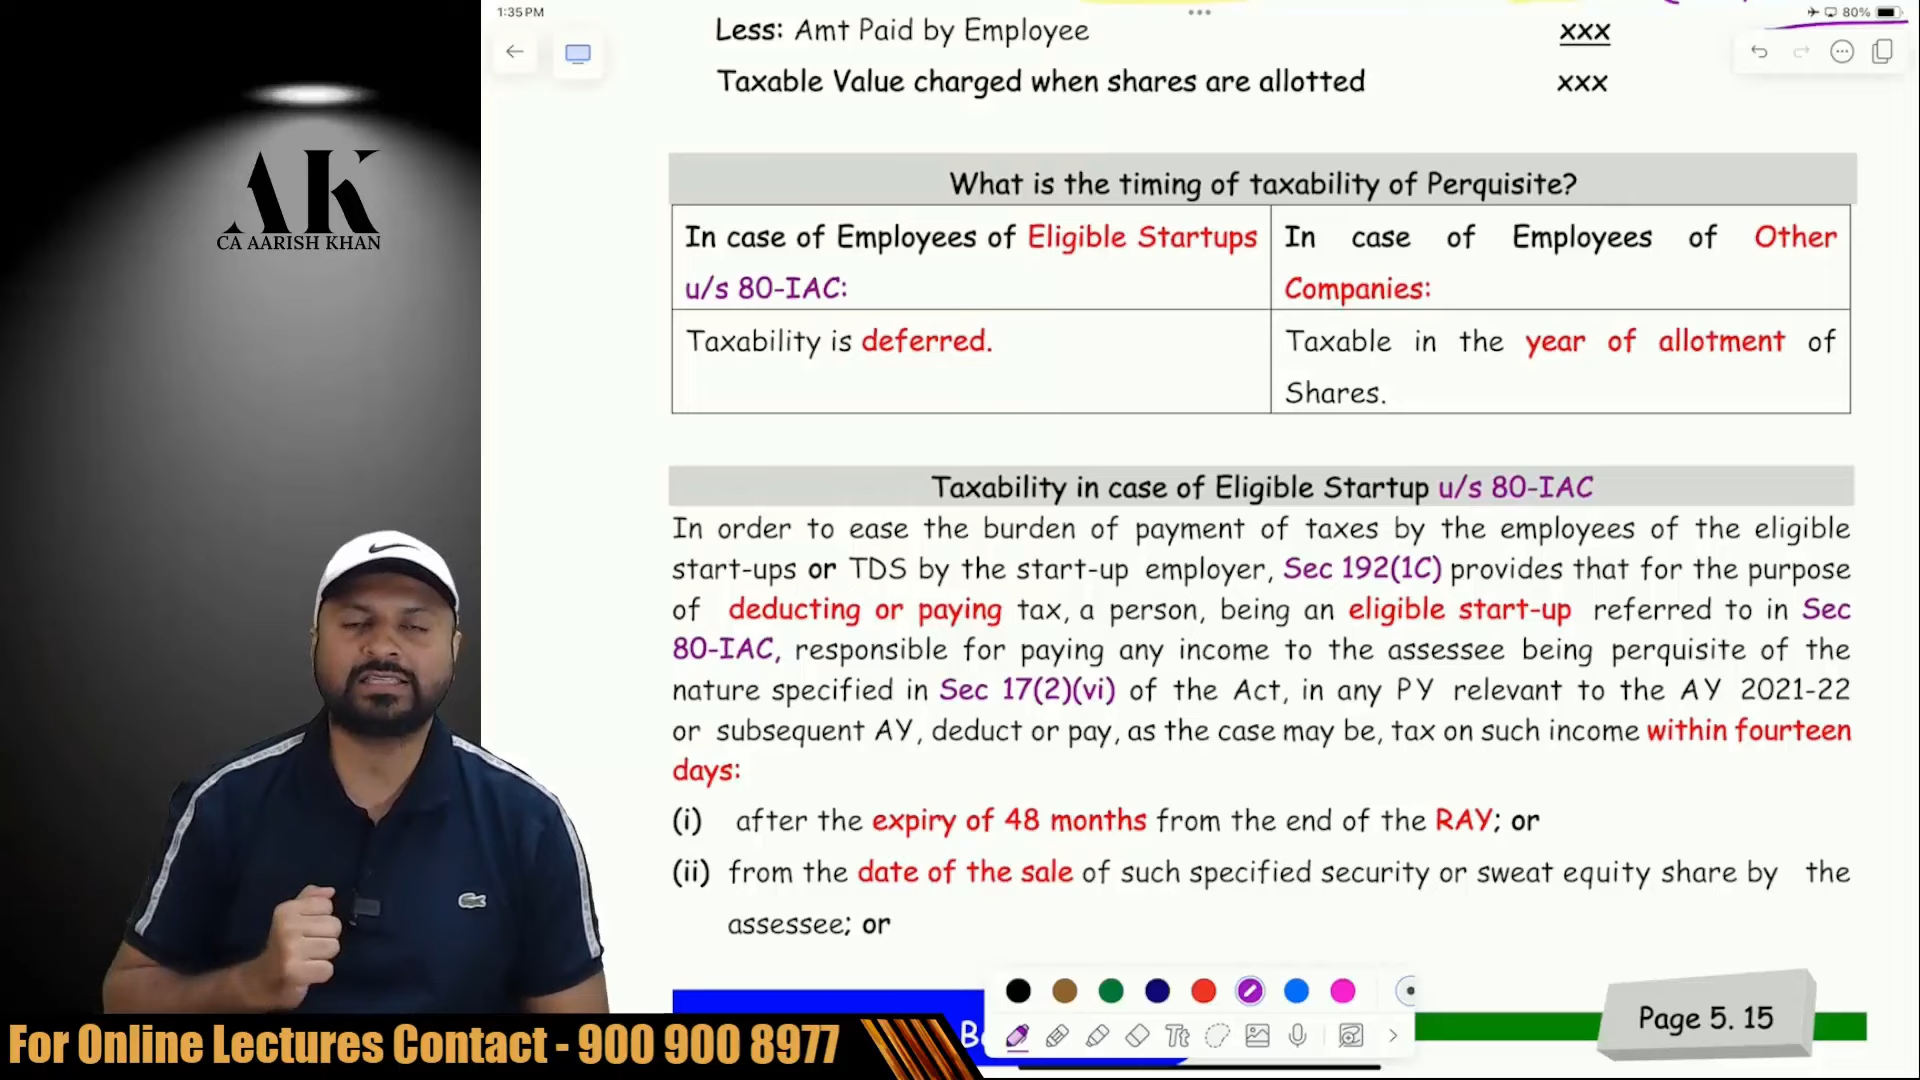 1:35 PM
80%
Less: Amt Paid by Employee xxx
Taxable Value charged when shares are allotted xxx
AK
CA AARISH KHAN
What is the timing of taxability of Perquisite?
In case of Employees of Eligible Startups
u/s 80-IAC:
In case of Employees of Other
Companies:
Taxability is deferred.
Taxable in the year of allotment of
Shares.
Taxability in case of Eligible Startup u/s 80-IAC
In order to ease the burden of payment of taxes by the employees of the eligible
start-ups or TDS by the start-up employer, Sec 192(1C) provides that for the purpose
of deducting or paying tax, a person, being an eligible start-up referred to in Sec
80-IAC, responsible for paying any income to the assessee being perquisite of the
nature specified in Sec 17(2)(vi) of the Act, in any PY relevant to the AY 2021-22
or subsequent AY, deduct or pay, as the case may be, tax on such income within fourteen
days:
(i) after the expiry of 48 months from the end of the RAY; or
(ii) from the date of the sale of such specified security or sweat equity share by the
assessee; or
Tt
Page 5. 15
For Online Lectures Contact - 900 900 8977